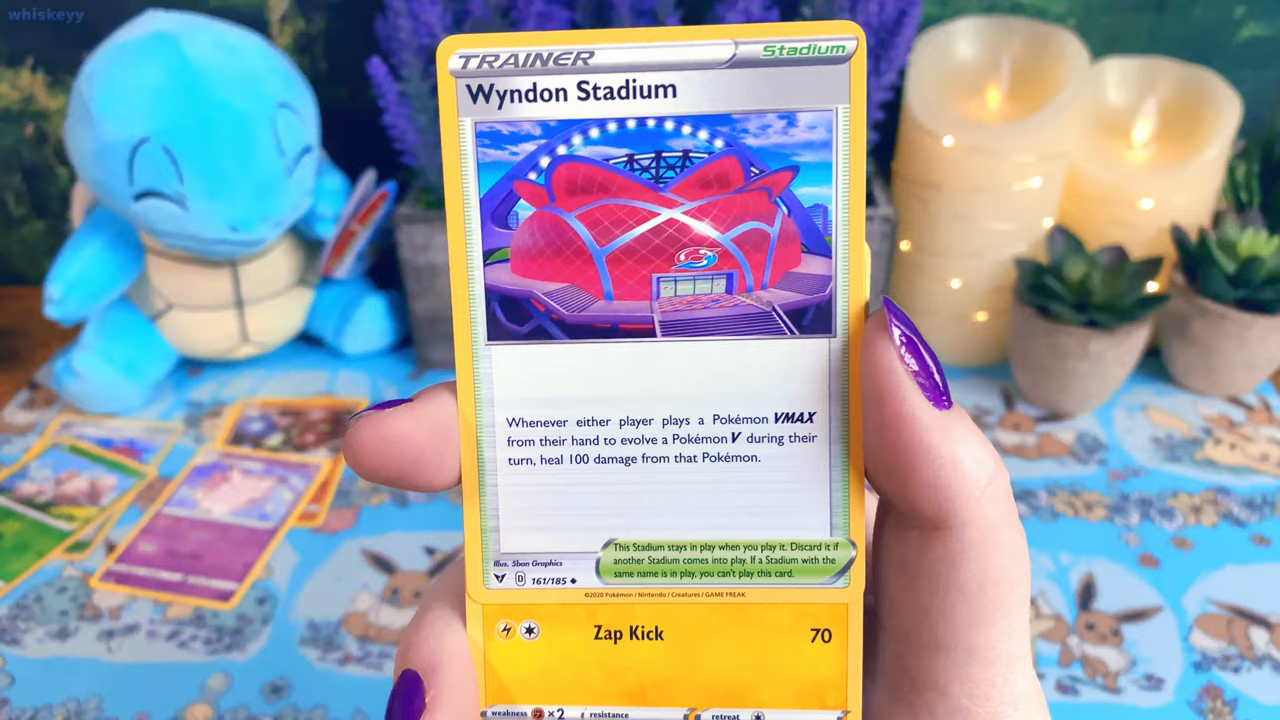 whiskeyy
TRAINER
Stadium
Wyndon Stadium
Whenever either player plays a Pokémon VMAX
from their hand to evolve a Pokémon V during their
turn, heal 100 damage from that Pokémon.
This Stadium stays in play when you play it. Discard it if
another Stadium comes into play. If a Stadium with the
same name is in play, you can't play this card.
Illus. 5ban Graphics
D 161/185
©2020 Pokémon / Nintendo / Creatures / GAME FREAK
Zap Kick 70
weakness ×2 resistance retreat